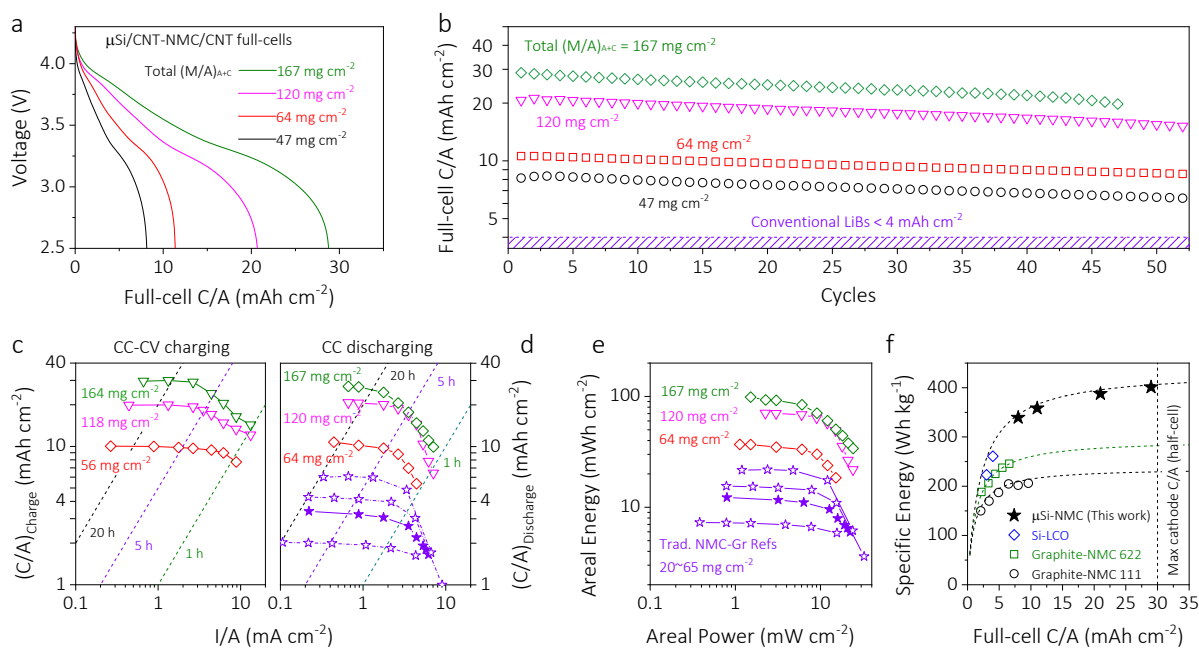 a
μSi/CNT-NMC/CNT full-cells
Total (M/A)A+C
167 mg cm-2
120 mg cm-2
64 mg cm-2
47 mg cm-2
Voltage (V)
4.0
3.5
3.0
2.5
0 10 20 30
Full-cell C/A (mAh cm-2)
b
Total (M/A)A+C = 167 mg cm-2
120 mg cm-2
64 mg cm-2
47 mg cm-2
Conventional LiBs < 4 mAh cm-2
Full-cell C/A (mAh cm-2)
40
30
20
10
5
0 5 10 15 20 25 30 35 40 45 50
Cycles
c
CC-CV charging
164 mg cm-2
118 mg cm-2
56 mg cm-2
20 h
5 h
1 h
(C/A)Charge (mAh cm-2)
40
10
4
1
0.1 1 10
CC discharging
d
167 mg cm-2
120 mg cm-2
64 mg cm-2
20 h
5 h
1 h
(C/A)Discharge (mAh cm-2)
40
10
4
1
0.1 1 10
I/A (mA cm-2)
e
167 mg cm-2
120 mg cm-2
64 mg cm-2
Trad. NMC-Gr Refs
20~65 mg cm-2
Areal Energy (mWh cm-2)
100
10
0.1 1 10
Areal Power (mW cm-2)
f
μSi-NMC (This work)
Si-LCO
Graphite-NMC 622
Graphite-NMC 111
Max cathode C/A (half-cell)
Specific Energy (Wh kg-1)
500
400
300
200
100
0
0 5 10 15 20 25 30 35
Full-cell C/A (mAh cm-2)